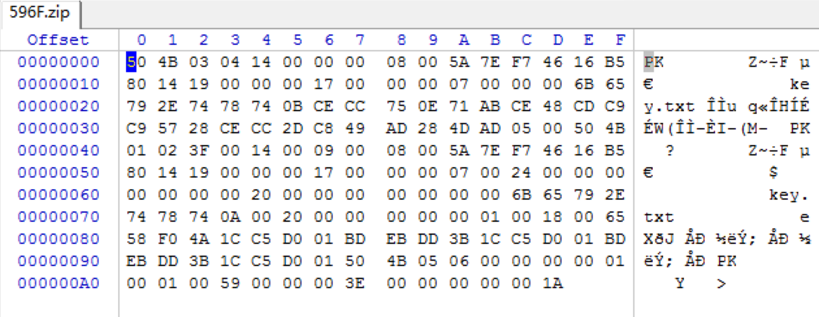 596F.zip
Offset 0 1 2 3 4 5 6 7 8 9 A B C D E F
00000000 50 4B 03 04 14 00 00 00 08 00 5A 7E F7 46 16 B5 PK Z~÷F µ
00000010 80 14 19 00 00 00 17 00 00 00 07 00 00 00 6B 65 € ke
00000020 79 2E 74 78 74 0B CE CC 75 0E 71 AB CE 48 CD C9 y.txt ÎÌu q«ÎHÍÉ
00000030 C9 57 28 CE CC 2D C8 49 AD 28 4D AD 05 00 50 4B ÉW(ÎÌ-ÈI-(M- PK
00000040 01 02 3F 00 14 00 09 00 08 00 5A 7E F7 46 16 B5 ? Z~÷F µ
00000050 80 14 19 00 00 00 17 00 00 00 07 00 24 00 00 00 € $
00000060 00 00 00 00 20 00 00 00 00 00 00 00 6B 65 79 2E key.
00000070 74 78 74 0A 00 20 00 00 00 00 00 01 00 18 00 65 txt e
00000080 58 F0 4A 1C C5 D0 01 BD EB DD 3B 1C C5 D0 01 BD XðJ ÅÐ ½ëÝ; ÅÐ ½
00000090 EB DD 3B 1C C5 D0 01 50 4B 05 06 00 00 00 00 01 ëÝ; ÅÐ PK
000000A0 00 01 00 59 00 00 00 3E 00 00 00 00 00 1A Y >